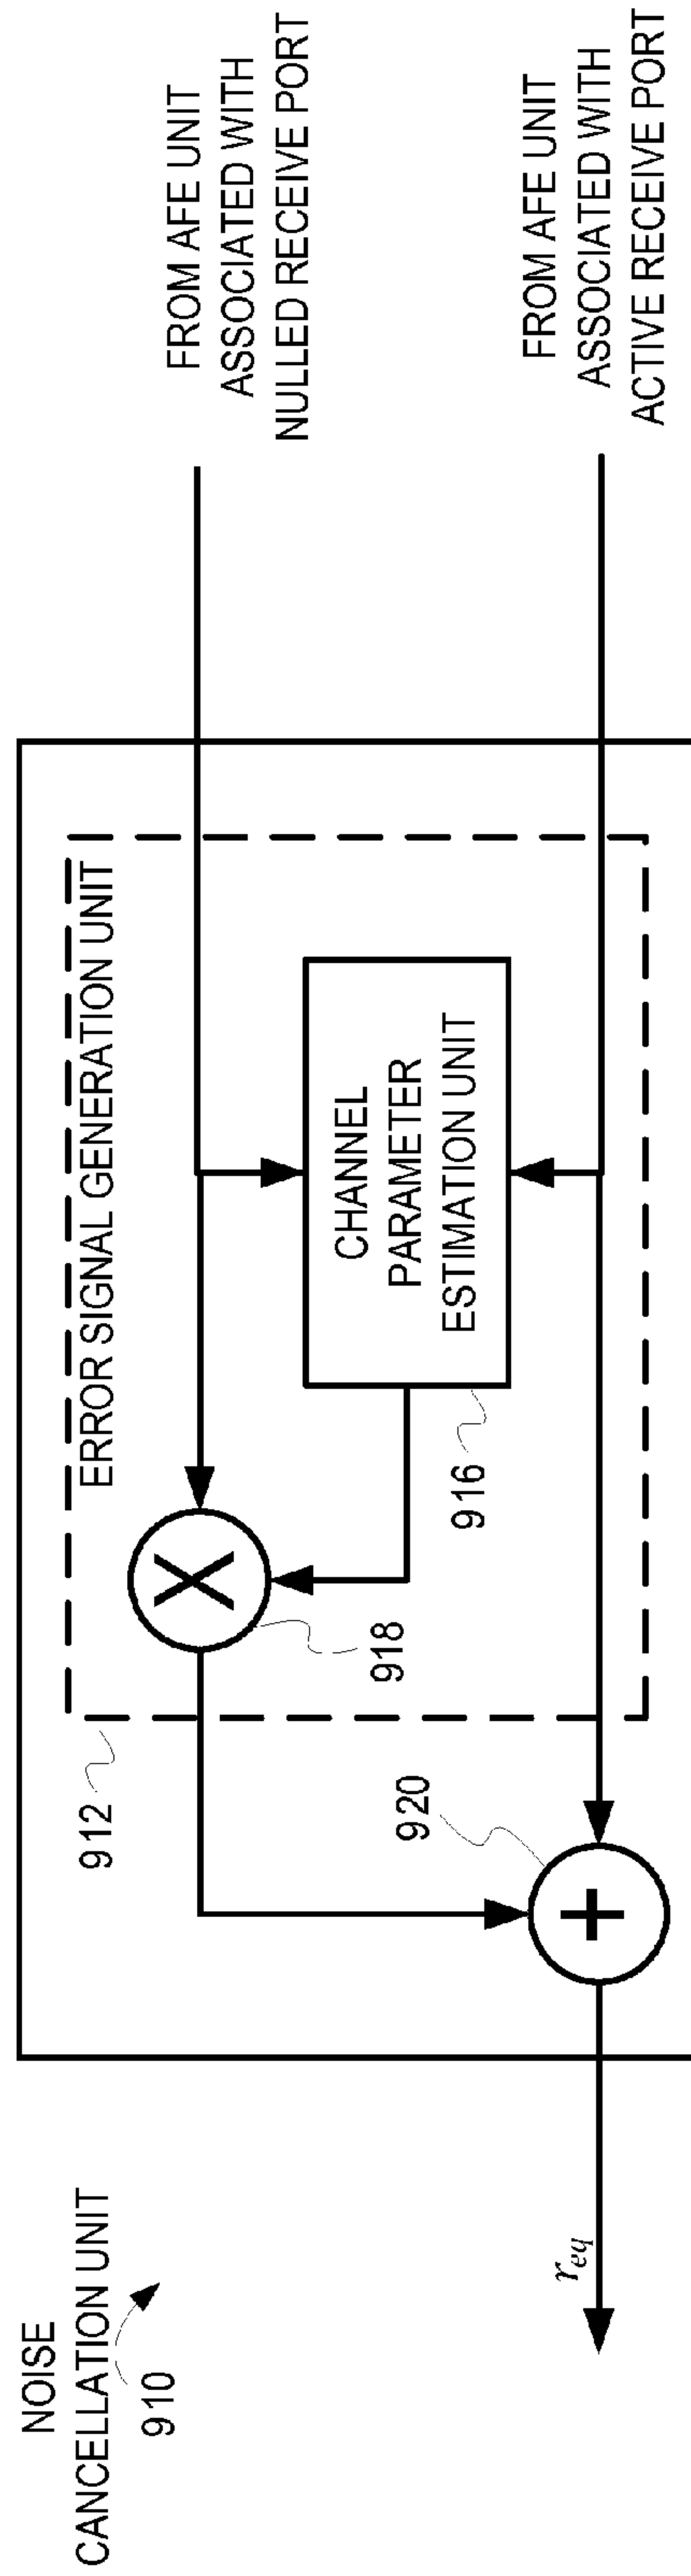 NOISE
CANCELLATION UNIT
910
912
ERROR SIGNAL GENERATION UNIT
FROM AFE UNIT
ASSOCIATED WITH
NULLED RECEIVE PORT
X
918
CHANNEL
PARAMETER
ESTIMATION UNIT
916
920
+
r_eq
FROM AFE UNIT
ASSOCIATED WITH
ACTIVE RECEIVE PORT